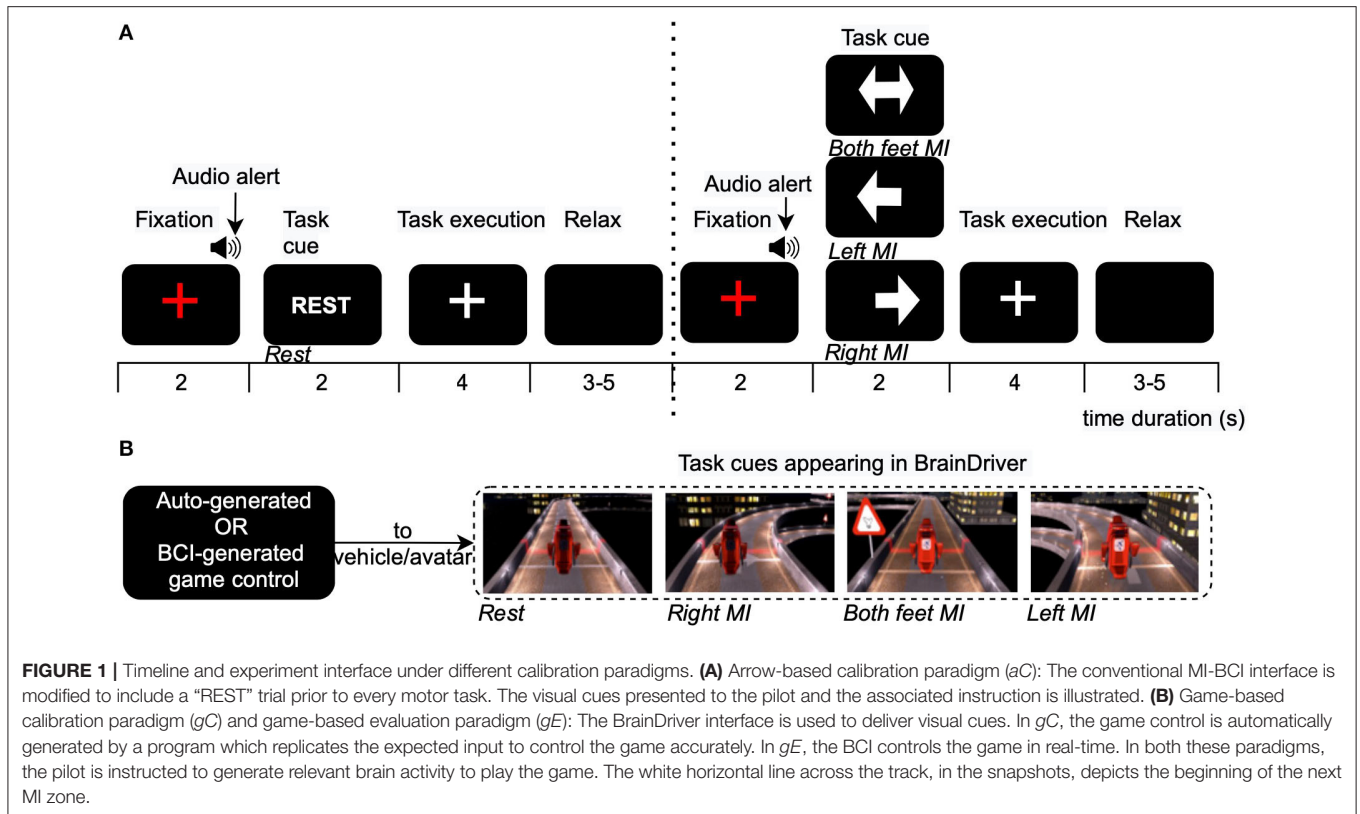 A
Task cue
Both feet MI
Audio alert
Audio alert
Fixation
Task
cue
Task execution
Relax
Fixation
Left MI
Task execution
Relax
REST
Rest
Right MI
2
2
4
3-5
2
2
4
3-5
time duration (s)
B
Task cues appearing in BrainDriver
Auto-generated
OR
BCI-generated
game control
to
vehicle/avatar
Rest
Right MI
Both feet MI
Left MI
FIGURE 1 | Timeline and experiment interface under different calibration paradigms. (A) Arrow-based calibration paradigm (aC): The conventional MI-BCI interface is
modified to include a “REST” trial prior to every motor task. The visual cues presented to the pilot and the associated instruction is illustrated. (B) Game-based
calibration paradigm (gC) and game-based evaluation paradigm (gE): The BrainDriver interface is used to deliver visual cues. In gC, the game control is automatically
generated by a program which replicates the expected input to control the game accurately. In gE, the BCI controls the game in real-time. In both these paradigms,
the pilot is instructed to generate relevant brain activity to play the game. The white horizontal line across the track, in the snapshots, depicts the beginning of the next
MI zone.